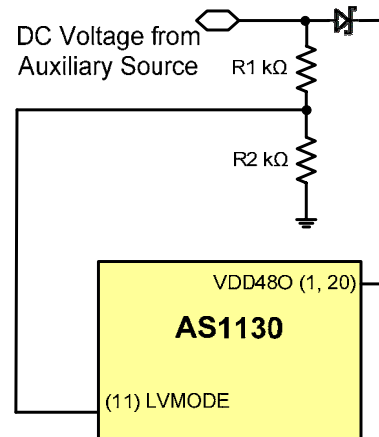 DC Voltage from
Auxiliary Source
R1 kΩ
R2 kΩ
VDD48O (1, 20)
AS1130
(11) LVMODE